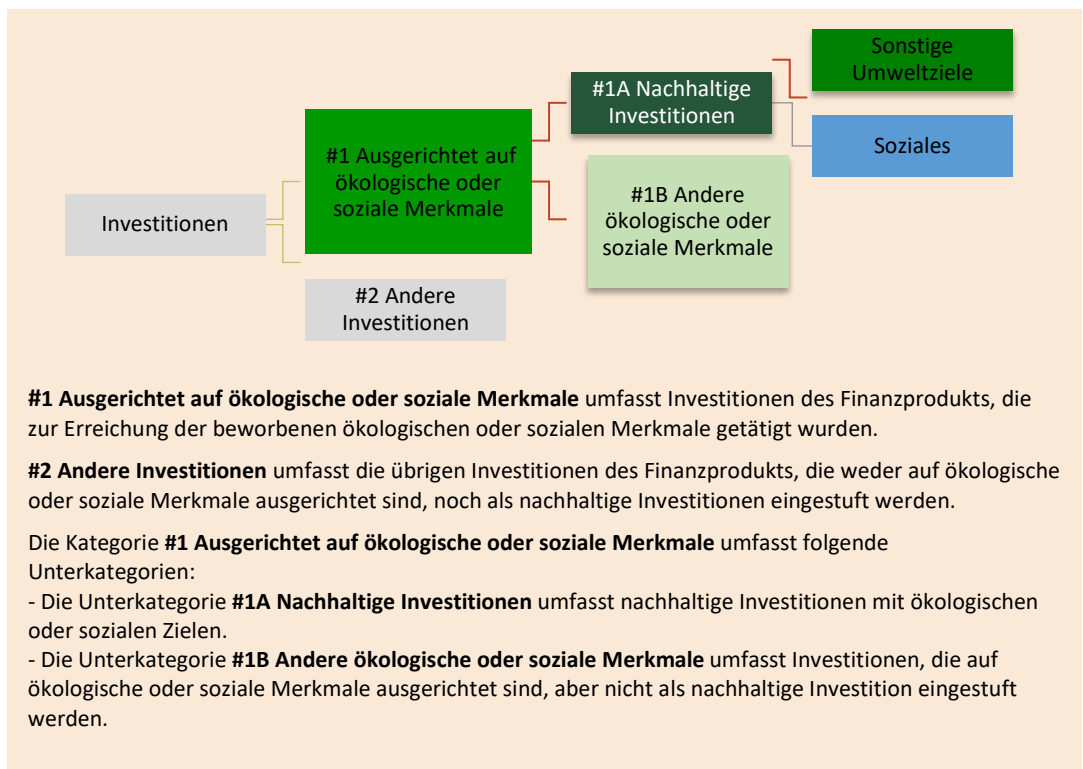 Sonstige
Umweltziele
#1A Nachhaltige
Investitionen
#1 Ausgerichtet auf
ökologische oder
soziale Merkmale
Soziales
#1B Andere
ökologische oder
soziale Merkmale
Investitionen
#2 Andere
Investitionen
#1 Ausgerichtet auf ökologische oder soziale Merkmale umfasst Investitionen des Finanzprodukts, die
zur Erreichung der beworbenen ökologischen oder sozialen Merkmale getätigt wurden.
#2 Andere Investitionen umfasst die übrigen Investitionen des Finanzprodukts, die weder auf ökologische
oder soziale Merkmale ausgerichtet sind, noch als nachhaltige Investitionen eingestuft werden.
Die Kategorie #1 Ausgerichtet auf ökologische oder soziale Merkmale umfasst folgende
Unterkategorien:
- Die Unterkategorie #1A Nachhaltige Investitionen umfasst nachhaltige Investitionen mit ökologischen
oder sozialen Zielen.
- Die Unterkategorie #1B Andere ökologische oder soziale Merkmale umfasst Investitionen, die auf
ökologische oder soziale Merkmale ausgerichtet sind, aber nicht als nachhaltige Investition eingestuft
werden.